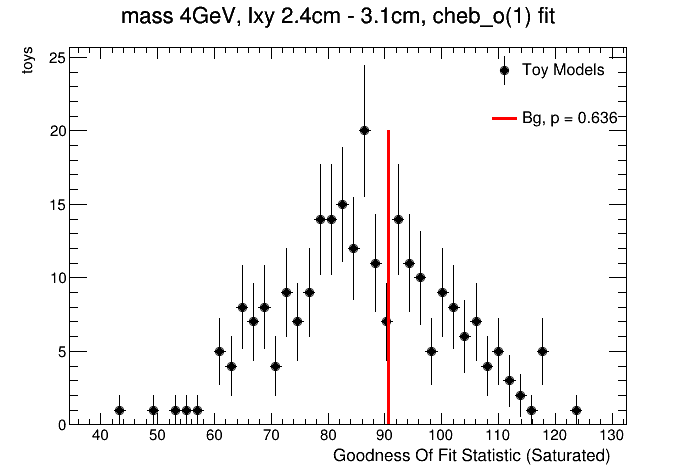 mass 4GeV, lxy 2.4cm - 3.1cm, cheb_o(1) fit
toys
25
20
15
10
5
0
Toy Models
Bg, p = 0.636
40 50 60 70 80 90 100 110 120 130
Goodness Of Fit Statistic (Saturated)